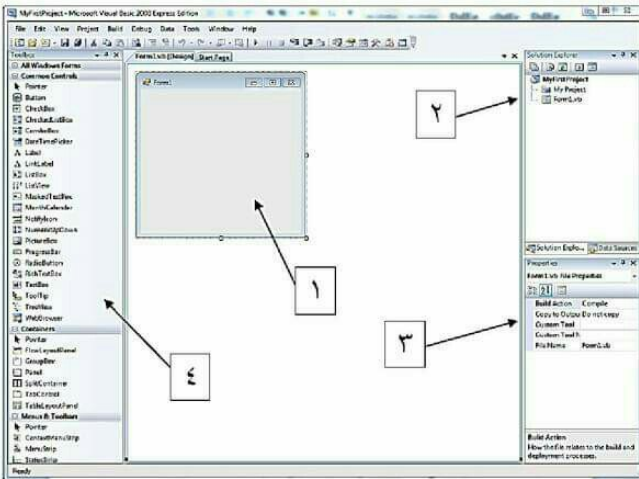 MyFirstProject - Microsoft Visual Basic 2008 Express Edition
File Edit View Project Build Debug Data Tools Window Help
Toolbox
All Windows Forms
Common Controls
Pointer
Button
CheckBox
CheckedListBox
ComboBox
DateTimePicker
Label
LinkLabel
ListBox
ListView
MaskedTextBox
MonthCalendar
NotifyIcon
NumericUpDown
PictureBox
ProgressBar
RadioButton
RichTextBox
TextBox
ToolTip
TreeView
WebBrowser
Containers
Pointer
FlowLayoutPanel
GroupBox
Panel
SplitContainer
TabControl
TableLayoutPanel
Menus & Toolbars
Pointer
ContextMenuStrip
MenuStrip
StatusStrip
Form1.vb [Design] Start Page
Form1
١
٢
٣
٤
Solution Explorer
MyFirstProject
My Project
Form1.vb
Solution Explo... Data Sources
Properties
Form1.vb File Properties
Build Action Compile
Copy to Outpu Do not copy
Custom Tool
Custom Tool N
File Name Form1.vb
Build Action
How the file relates to the build and
deployment processes.
Ready